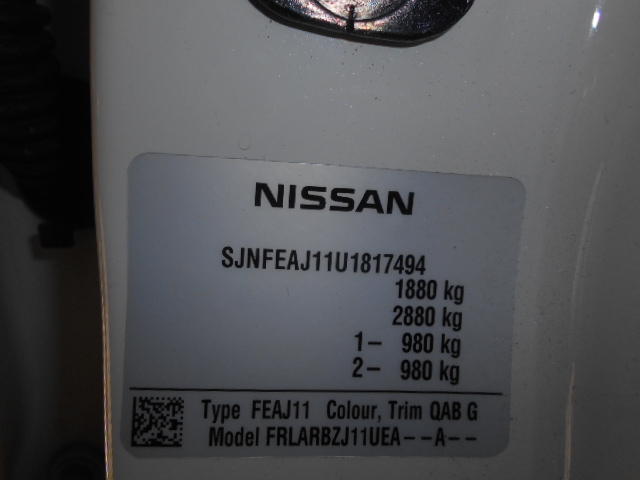 NISSAN
SJNFEAJ11U1817494
1880 kg
2880 kg
1- 980 kg
2- 980 kg
Type FEAJ11 Colour, Trim QAB G
Model FRLARBZJ11UEA--A--